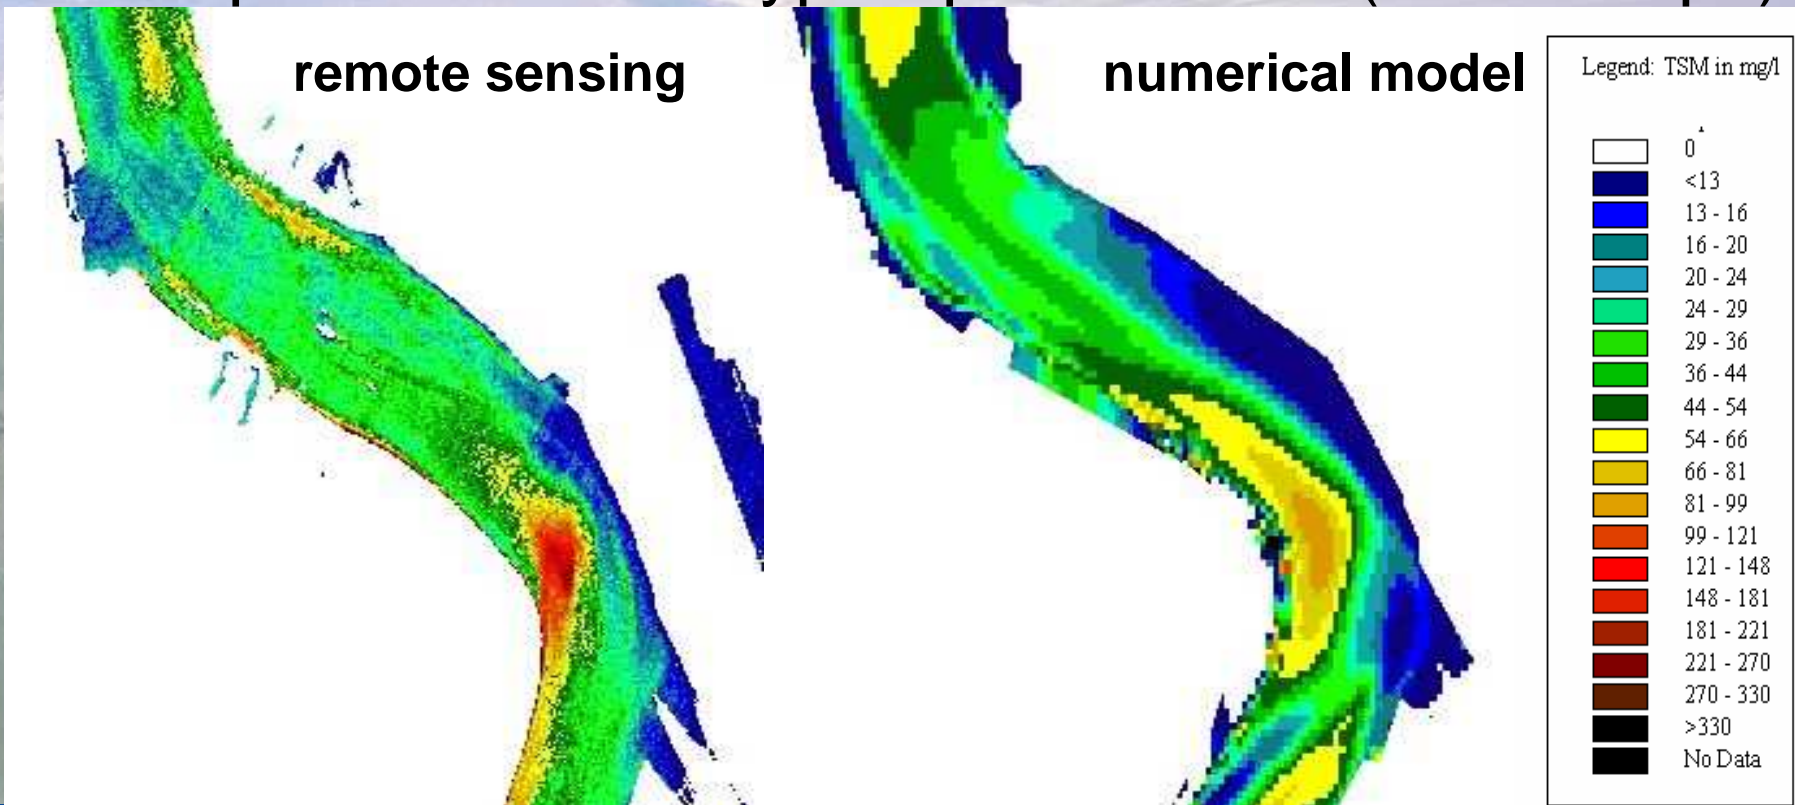 remote sensing
numerical model
Legend: TSM in mg/l
0
<13
13 - 16
16 - 20
20 - 24
24 - 29
29 - 36
36 - 44
44 - 54
54 - 66
66 - 81
81 - 99
99 - 121
121 - 148
148 - 181
181 - 221
221 - 270
270 - 330
>330
No Data